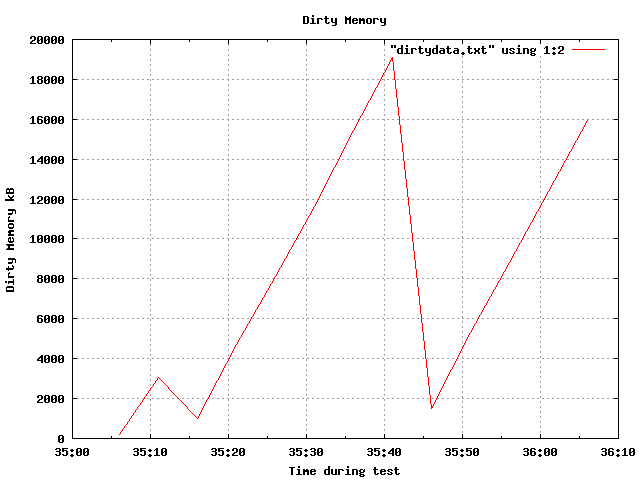 Dirty Memory
"dirtydata.txt" using 1:2
20000
18000
16000
14000
12000
10000
8000
6000
4000
2000
0
Dirty Memory kB
35:00 35:10 35:20 35:30 35:40 35:50 36:00 36:10
Time during test